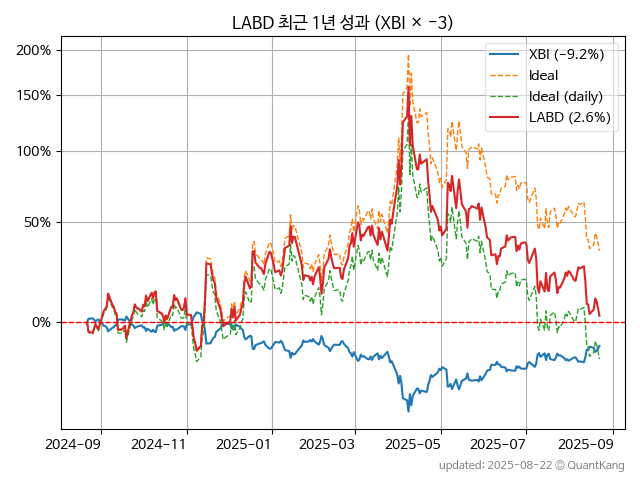 LABD 최근 1년 성과 (XBI × −3)
200%
150%
100%
50%
0%
XBI (−9.2%)
Ideal
Ideal (daily)
LABD (2.6%)
2024−09
2024−11
2025−01
2025−03
2025−05
2025−07
2025−09
updated: 2025-08-22 © QuantKang